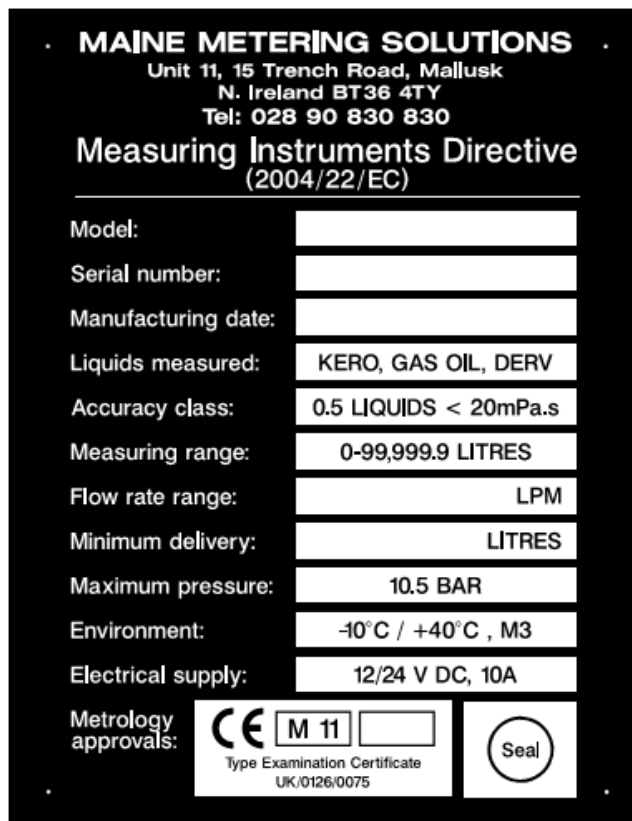 MAINE METERING SOLUTIONS
Unit 11, 15 Trench Road, Mallusk
N. Ireland BT36 4TY
Tel: 028 90 830 830
Measuring Instruments Directive
(2004/22/EC)
Model:
Serial number:
Manufacturing date:
Liquids measured: KERO, GAS OIL, DERV
Accuracy class: 0.5 LIQUIDS < 20mPa.s
Measuring range: 0-99,999.9 LITRES
Flow rate range: LPM
Minimum delivery: LITRES
Maximum pressure: 10.5 BAR
Environment: -10°C / +40°C , M3
Electrical supply: 12/24 V DC, 10A
Metrology
approvals:
CE M 11
Type Examination Certificate
UK/0126/0075
Seal